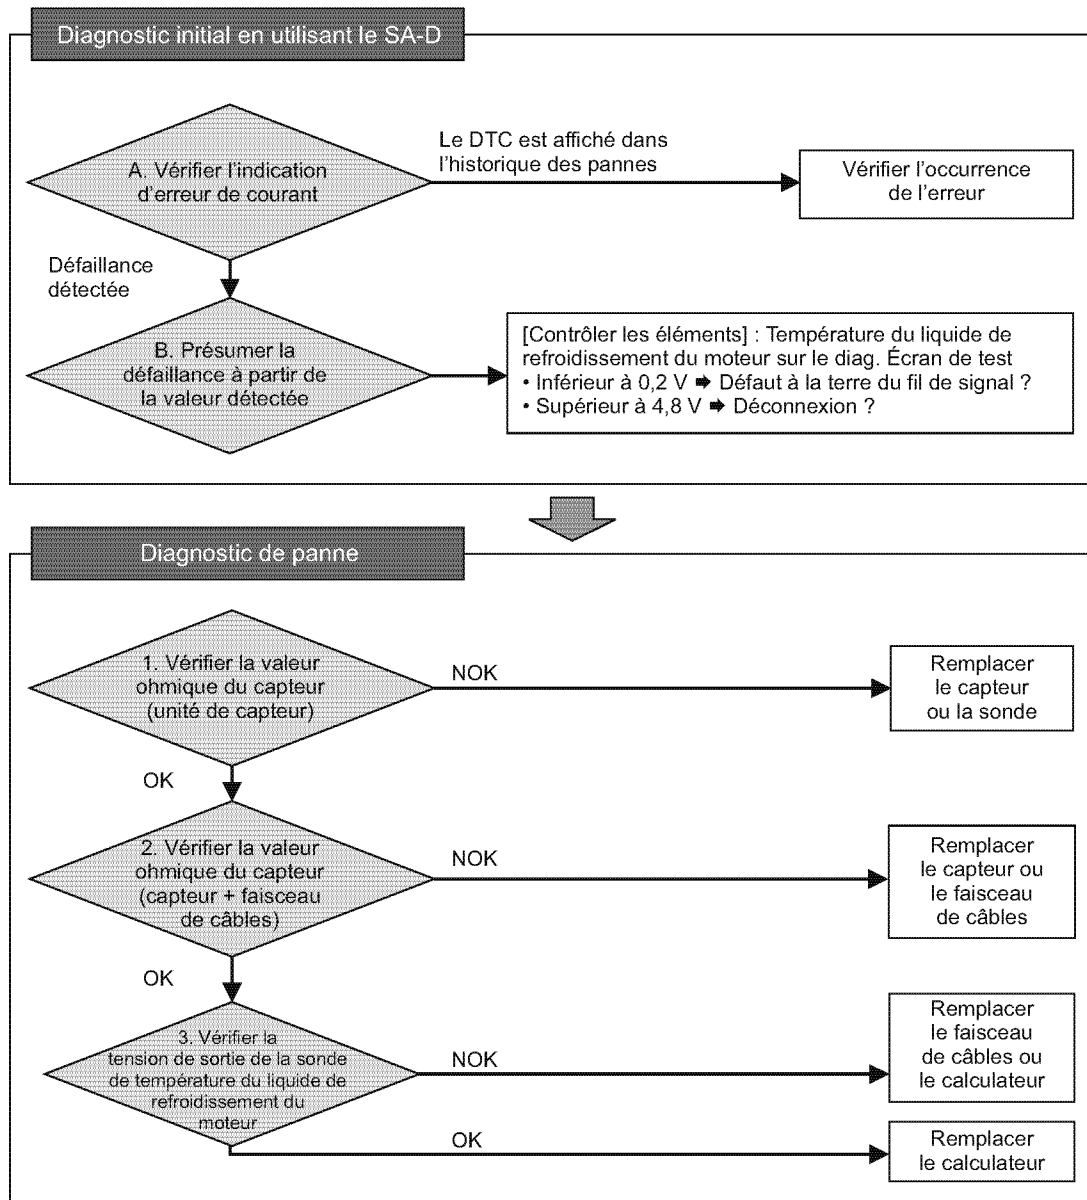 Diagnostic initial en utilisant le SA-D
A. Vérifier l'indication
d'erreur de courant
Le DTC est affiché dans
l'historique des pannes
Vérifier l'occurrence
de l'erreur
Défaillance
détectée
B. Présumer la
défaillance à partir de
la valeur détectée
[Contrôler les éléments] : Température du liquide de
refroidissement du moteur sur le diag. Écran de test
• Inférieur à 0,2 V ➡ Défaut à la terre du fil de signal ?
• Supérieur à 4,8 V ➡ Déconnexion ?
Diagnostic de panne
1. Vérifier la valeur
ohmique du capteur
(unité de capteur)
NOK
Remplacer
le capteur
ou la sonde
OK
2. Vérifier la valeur
ohmique du capteur
(capteur + faisceau
de câbles)
NOK
Remplacer
le capteur ou
le faisceau
de câbles
OK
3. Vérifier la
tension de sortie de la sonde
de température du liquide de
refroidissement du
moteur
NOK
Remplacer
le faisceau
de câbles ou
le calculateur
OK
Remplacer
le calculateur